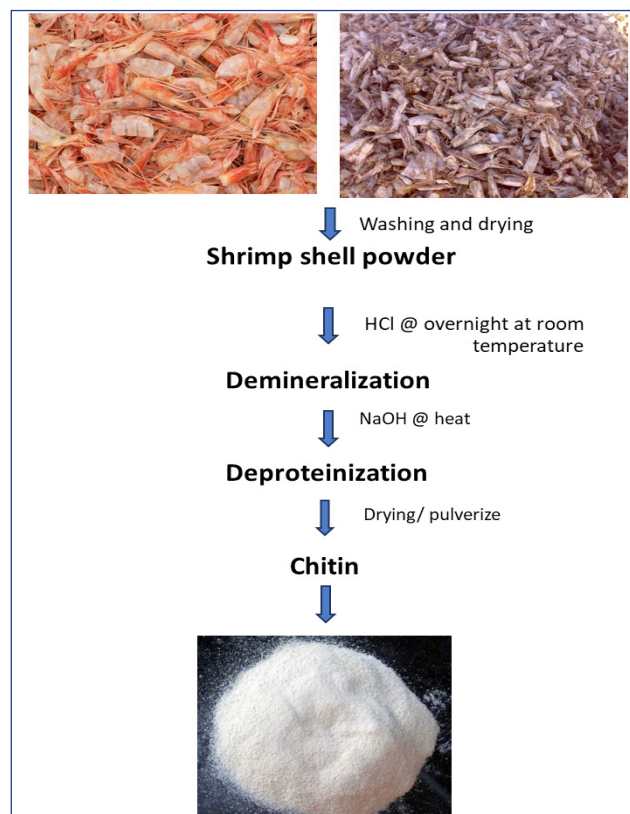 Washing and drying
Shrimp shell powder
HCl @ overnight at room
temperature
Demineralization
NaOH @ heat
Deproteinization
Drying/ pulverize
Chitin